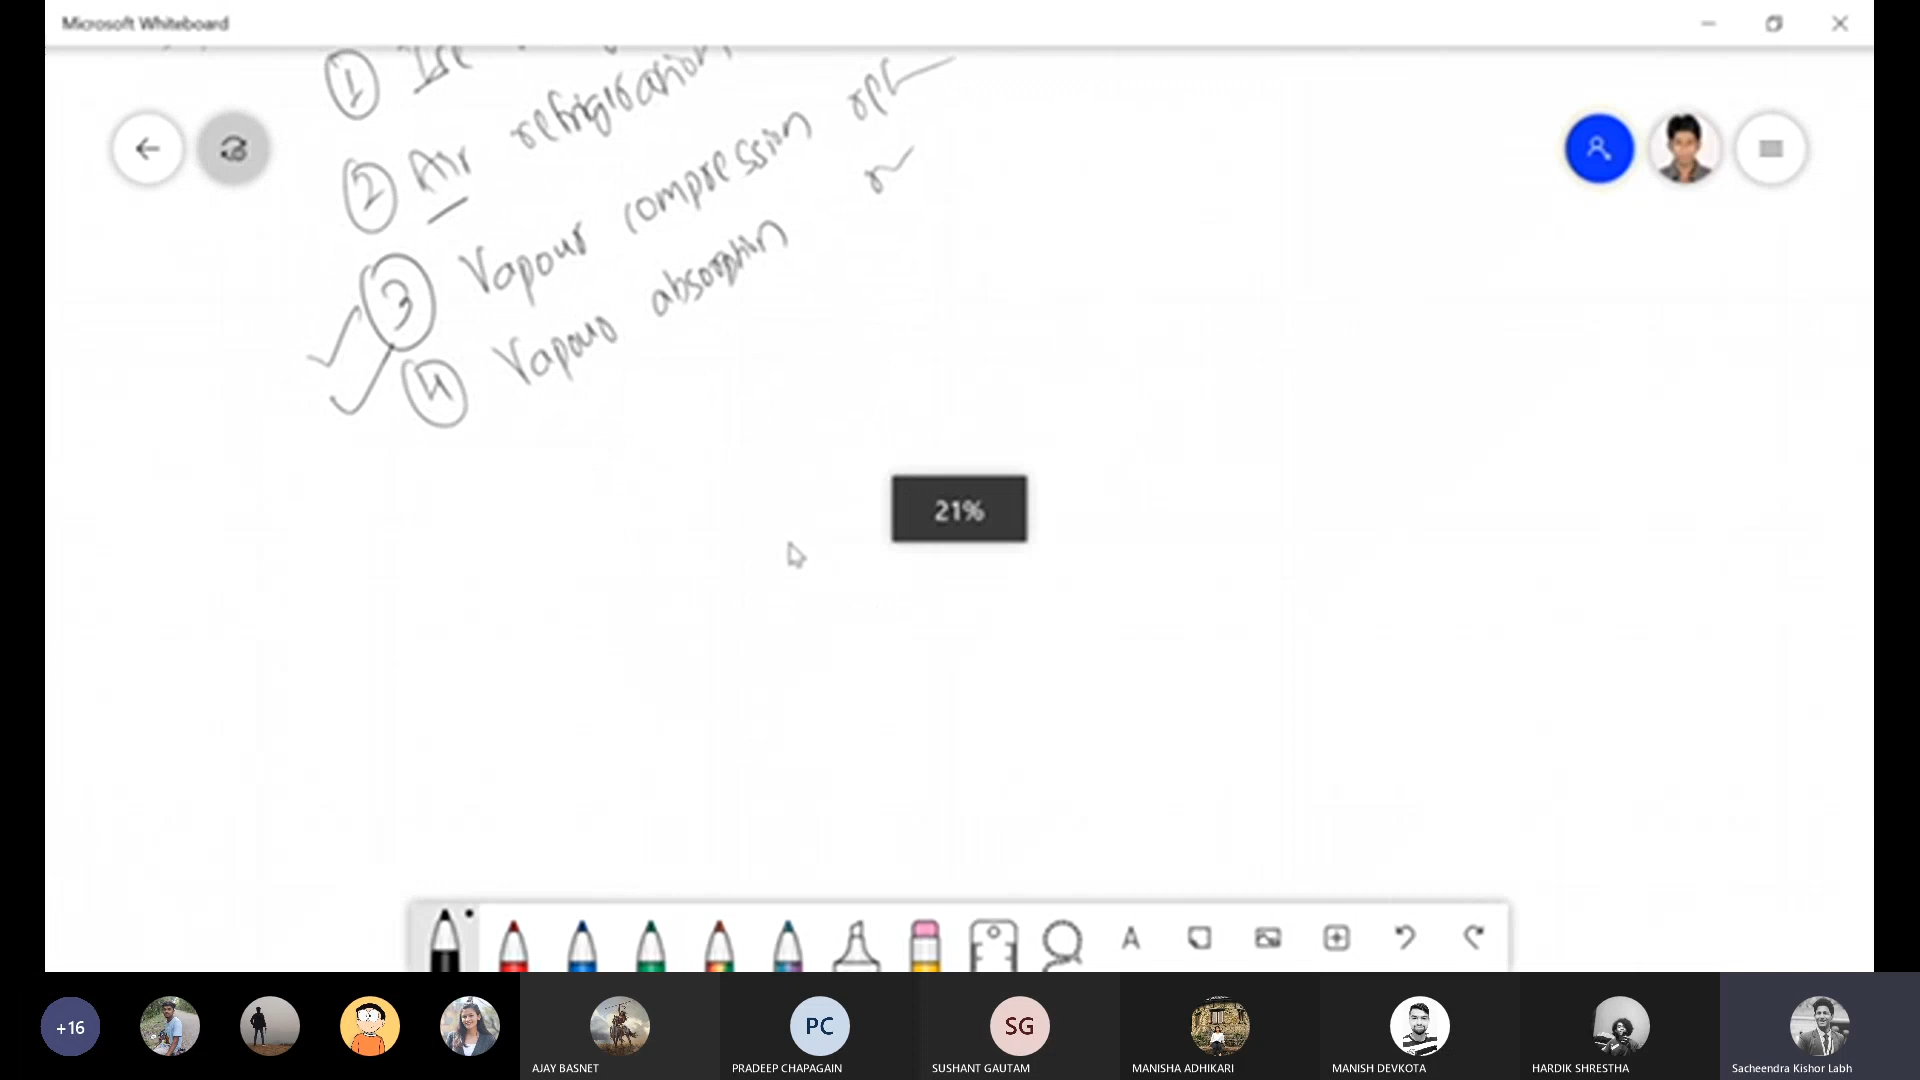 Microsoft Whiteboard
① Ice
② Air refrigeration,
③ Vapour compression
④ Vapour absorption
21%
A
+16
PC
SG
AJAY BASNET
PRADEEP CHAPAGAIN
SUSHANT GAUTAM
MANISHA ADHIKARI
MANISH DEVKOTA
HARDIK SHRESTHA
Sacheendra Kishor Labh